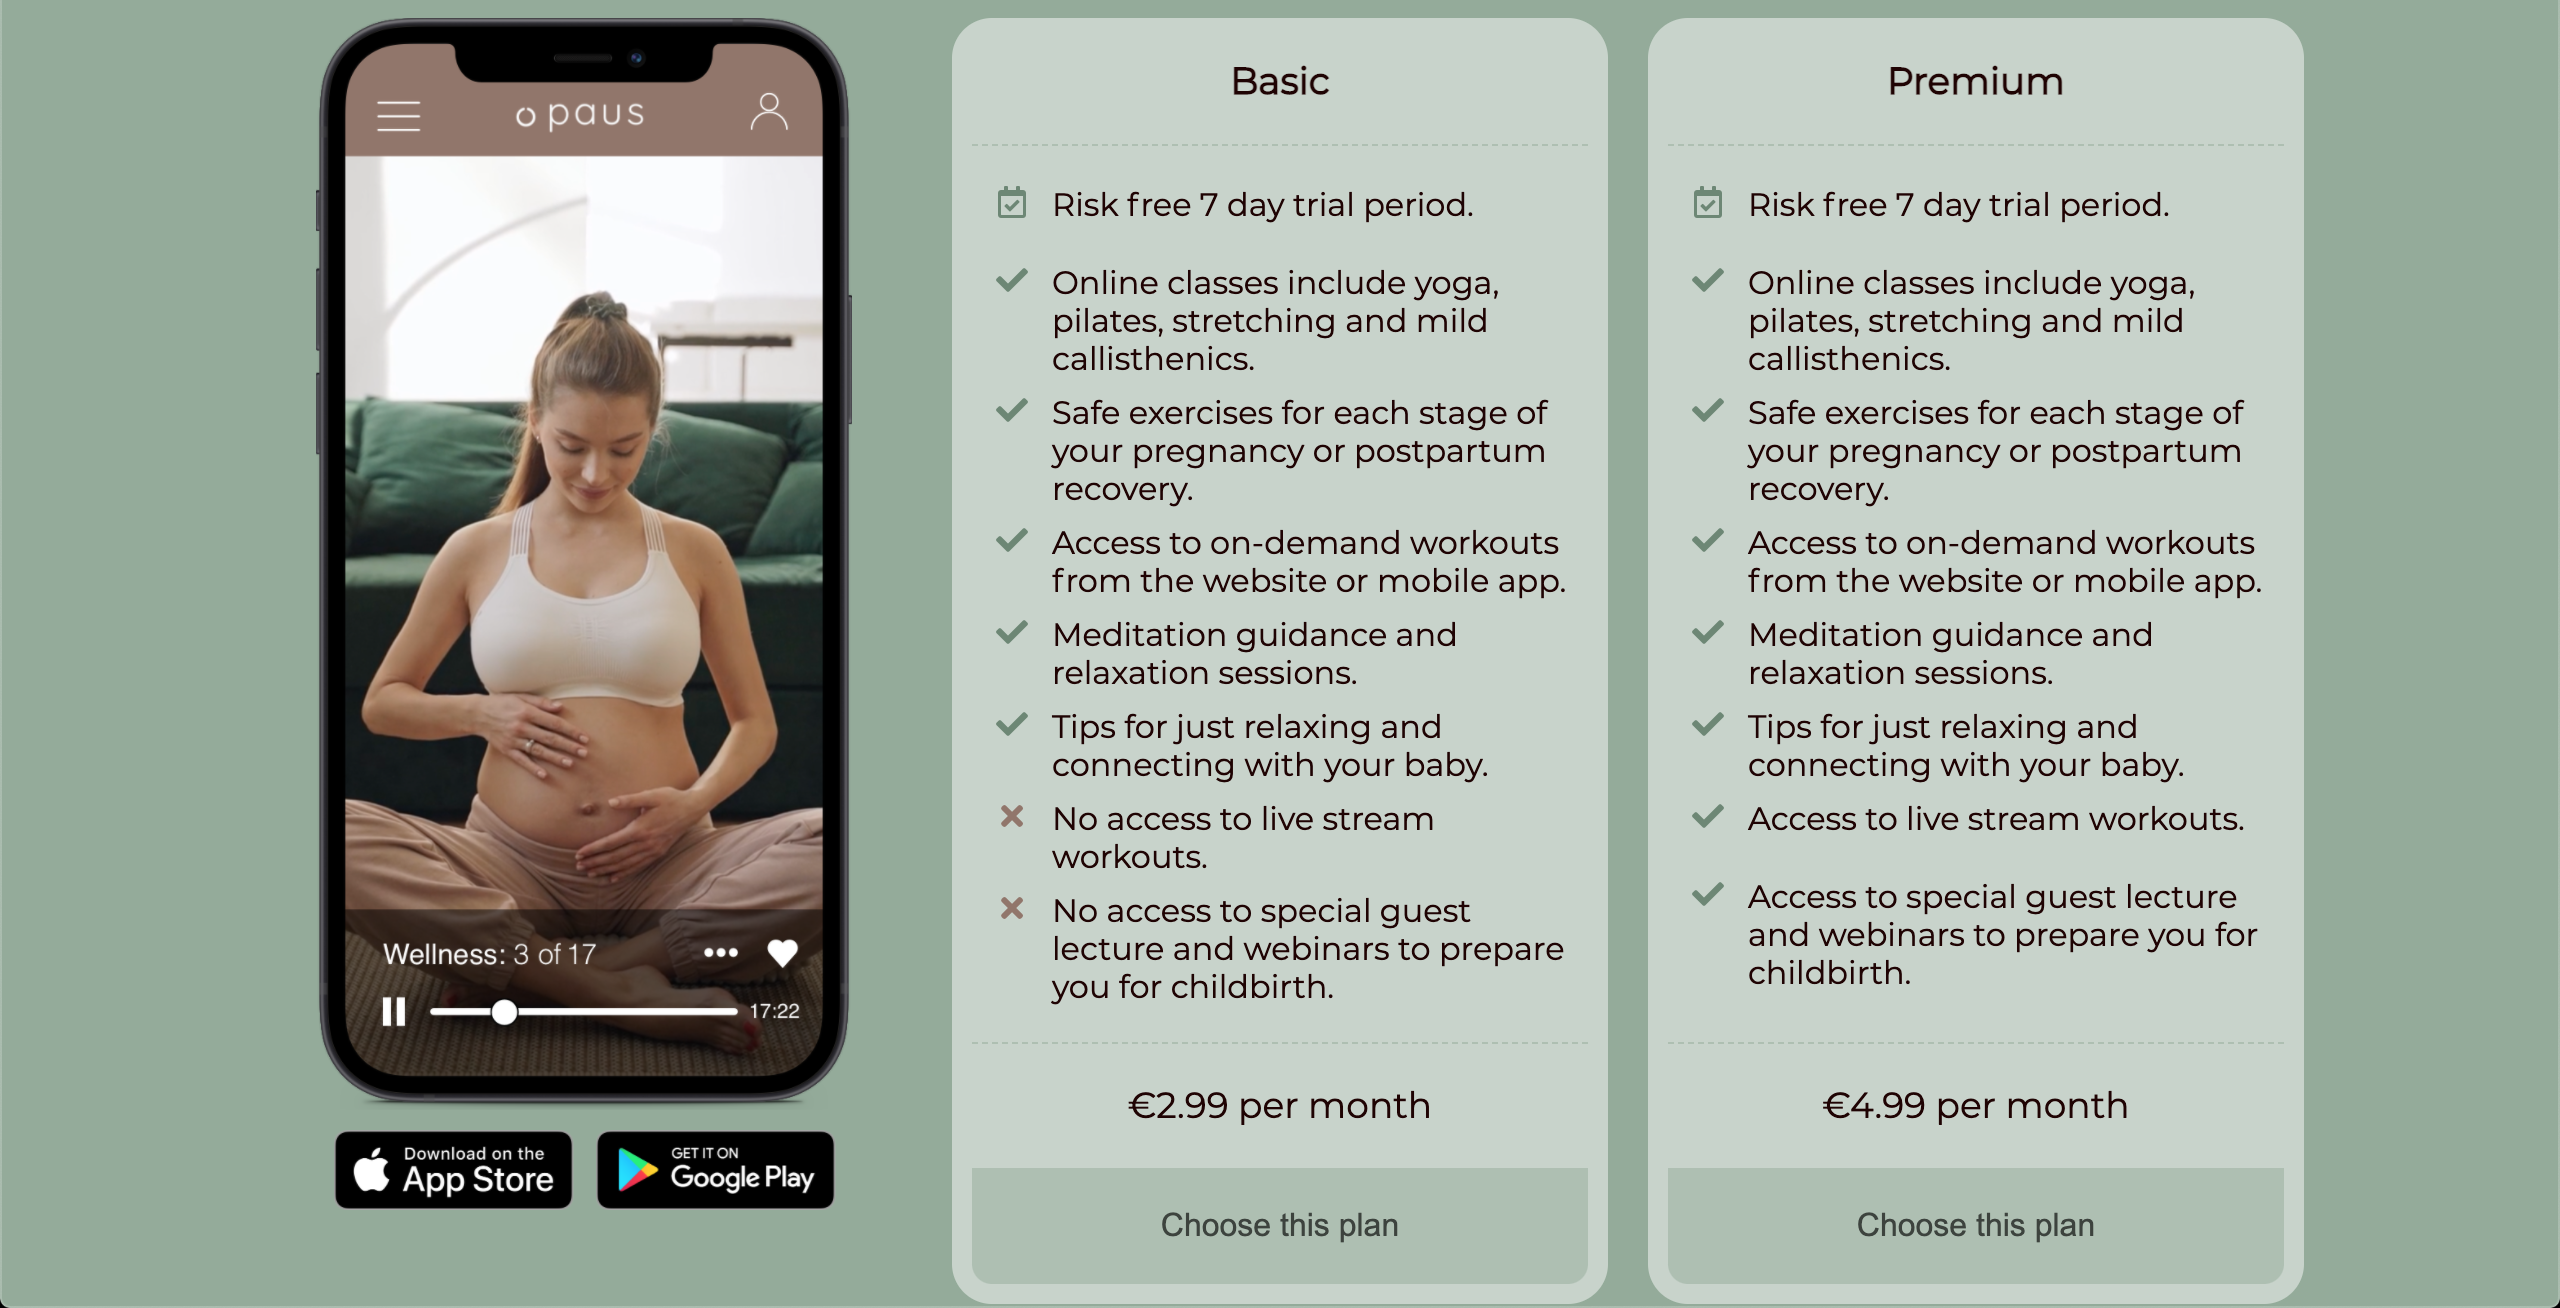 paus
Wellness: 3 of 17
17:22
Download on the
App Store
GET IT ON
Google Play
Basic
Risk free 7 day trial period.
Online classes include yoga,
pilates, stretching and mild
callisthenics.
Safe exercises for each stage of
your pregnancy or postpartum
recovery.
Access to on-demand workouts
from the website or mobile app.
Meditation guidance and
relaxation sessions.
Tips for just relaxing and
connecting with your baby.
No access to live stream
workouts.
No access to special guest
lecture and webinars to prepare
you for childbirth.
€2.99 per month
Choose this plan
Premium
Risk free 7 day trial period.
Online classes include yoga,
pilates, stretching and mild
callisthenics.
Safe exercises for each stage of
your pregnancy or postpartum
recovery.
Access to on-demand workouts
from the website or mobile app.
Meditation guidance and
relaxation sessions.
Tips for just relaxing and
connecting with your baby.
Access to live stream workouts.
Access to special guest lecture
and webinars to prepare you for
childbirth.
€4.99 per month
Choose this plan